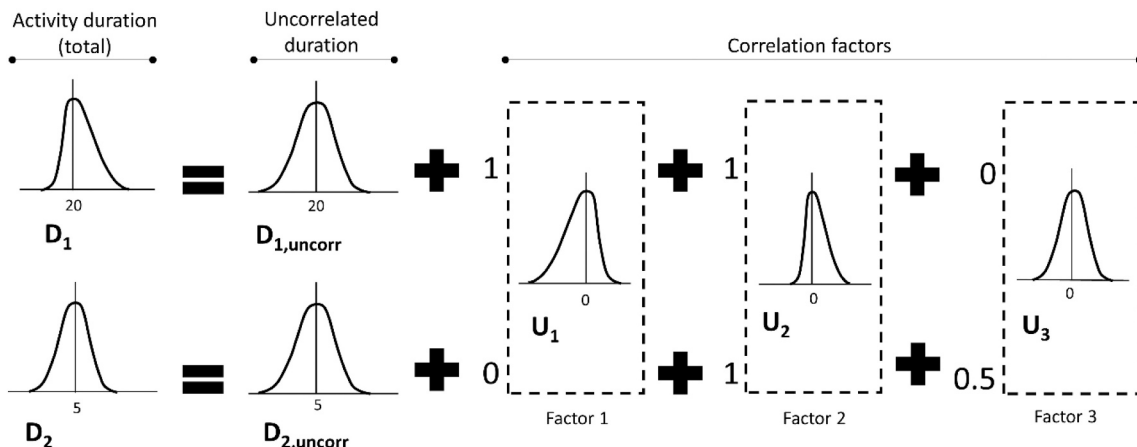 Activity duration
(total)
Uncorrelated
duration
Correlation factors
1
1
0
20
20
0
0
0
D1
D1,uncorr
U1
U2
U3
0
1
0.5
5
5
D2
D2,uncorr
Factor 1
Factor 2
Factor 3